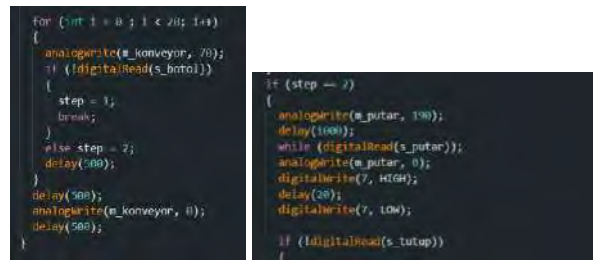 for (int i = 0 ; i < 20; i++)
{
analogWrite(m_konveyor, 70);
if (!digitalRead(s_botol))
{
step = 1;
break;
}
else step = 2;
delay(500);
}
delay(500);
analogWrite(m_konveyor, 0);
delay(500);
}
if (step == 2)
{
analogWrite(m_putar, 190);
delay(1000);
while (digitalRead(s_putar));
analogWrite(m_putar, 0);
digitalWrite(7, HIGH);
delay(20);
digitalWrite(7, LOW);
if (!digitalRead(s_tutup))
{